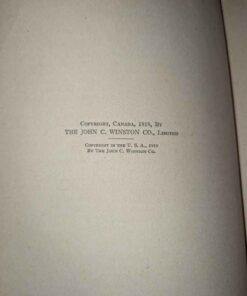 Copyright, Canada, 1919, By
THE JOHN C. WINSTON CO., Limited
Copyright in the U. S. A., 1919
By The John C. Winston Co.